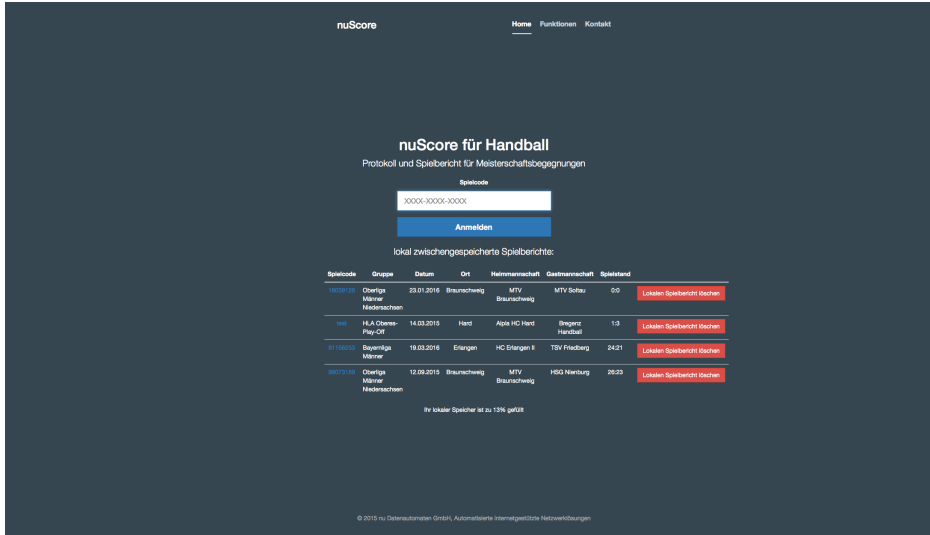 nuScore
Home Funktionen Kontakt
nuScore für Handball
Protokoll und Spielbericht für Meisterschaftsbegegnungen
Spielcode
XXXX-XXXX-XXXX
Anmelden
lokal zwischengespeicherte Spielberichte:
Spielcode Gruppe Datum Ort Heimmannschaft Gastmannschaft Spielstand
Oberliga 23.01.2016 Braunschweig MTV MTV Soltau 0:0 Lokalen Spielbericht löschen
Männer Braunschweig
Niedersachsen
HLA Oberes- 14.03.2015 Hard Alpla HC Hard Bregenz 1:3 Lokalen Spielbericht löschen
Play-Off Handball
Bayernliga 19.03.2016 Erlangen HC Erlangen II TSV Friedberg 24:21 Lokalen Spielbericht löschen
Männer
Oberliga 12.09.2015 Braunschweig MTV HSG Nienburg 26:23 Lokalen Spielbericht löschen
Männer Braunschweig
Niedersachsen
Ihr lokaler Speicher ist zu 13% gefüllt
© 2015 nu Datenautomaten GmbH, Automatisierte internetgestützte Netzwerklösungen